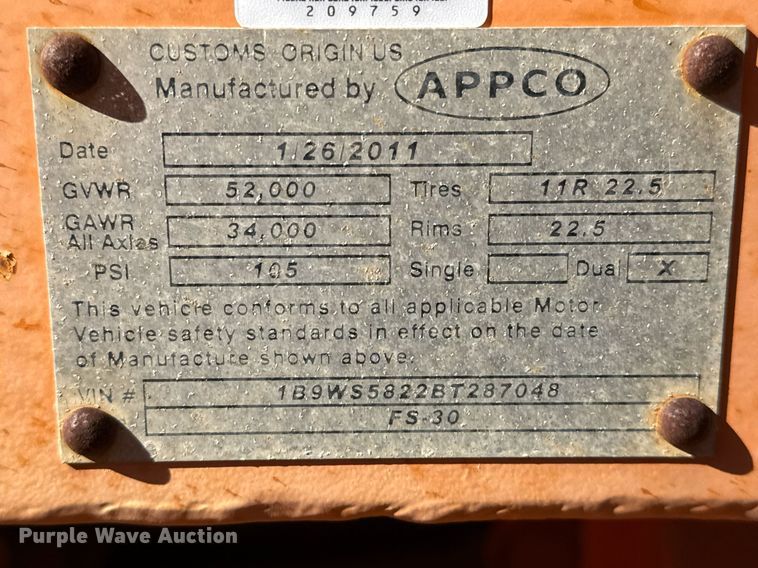 209759
CUSTOMS ORIGIN US
Manufactured by APPCO
Date 1/26/2011
GVWR 52,000 Tires 11R 22.5
GAWR All Axles 34,000 Rims 22.5
PSI 105 Single Dual X
This vehicle conforms to all applicable Motor
Vehicle safety standards in effect on the date
of Manufacture shown above.
VIN # 1B9WS5822BT287048
FS-30
Purple Wave Auction